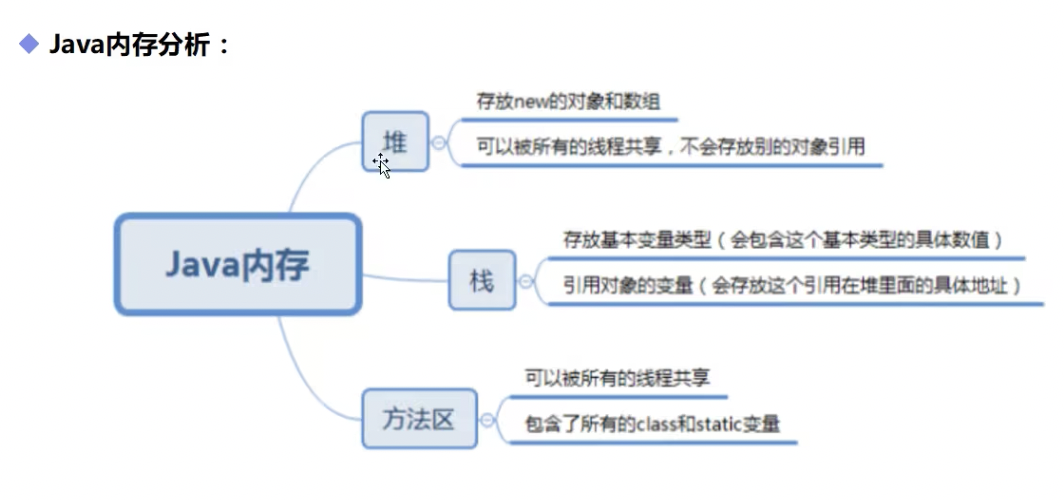 Java内存分析：
存放new的对象和数组
堆
可以被所有的线程共享，不会存放别的对象引用
存放基本变量类型（会包含这个基本类型的具体数值）
Java内存
栈
引用对象的变量（会存放这个引用在堆里面的具体地址）
可以被所有的线程共享
方法区
包含了所有的class和static变量